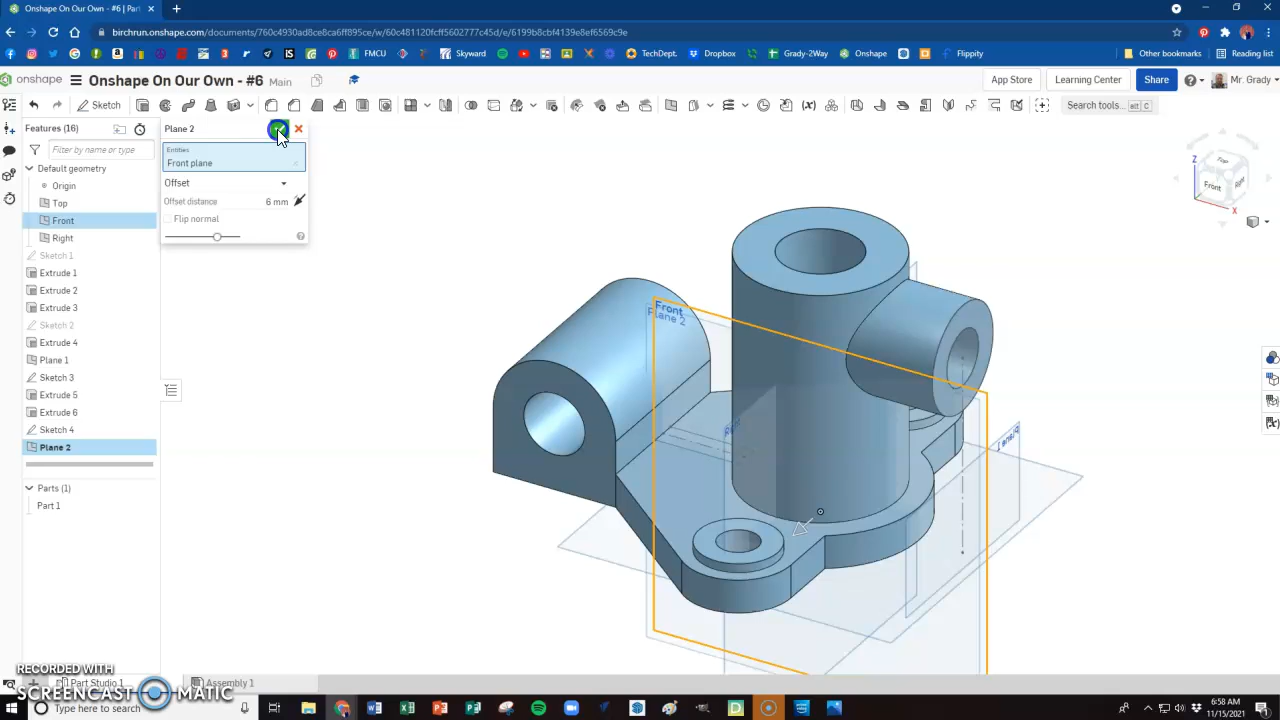 Onshape On Our Own - #6 | Part
birchrun.onshape.com/documents/760c4930ad8ce8ca6ff895ce/w/60c481120fcff5602777c45d/e/6199b8cbf4139e8ef6569c9e
FMCU
Skyward
TechDept.
Dropbox
Grady-2Way
Onshape
Flippity
Other bookmarks
Reading list
onshape
Onshape On Our Own - #6 Main
App Store
Learning Center
Share
Mr. Grady
Sketch
Search tools... alt C
Features (16)
Filter by name or type
Default geometry
Origin
Top
Front
Right
Sketch 1
Extrude 1
Extrude 2
Extrude 3
Sketch 2
Extrude 4
Plane 1
Sketch 3
Extrude 5
Extrude 6
Sketch 4
Plane 2
Parts (1)
Part 1
Plane 2
Entities
Front plane
Offset
Offset distance 6 mm
Flip normal
Front
Plane 2
Plane 1
Z
Top
Front
Right
X
Part Studio 1
Assembly 1
RECORDED WITH
SCREENCAST MATIC
Type here to search
6:58 AM
11/15/2021